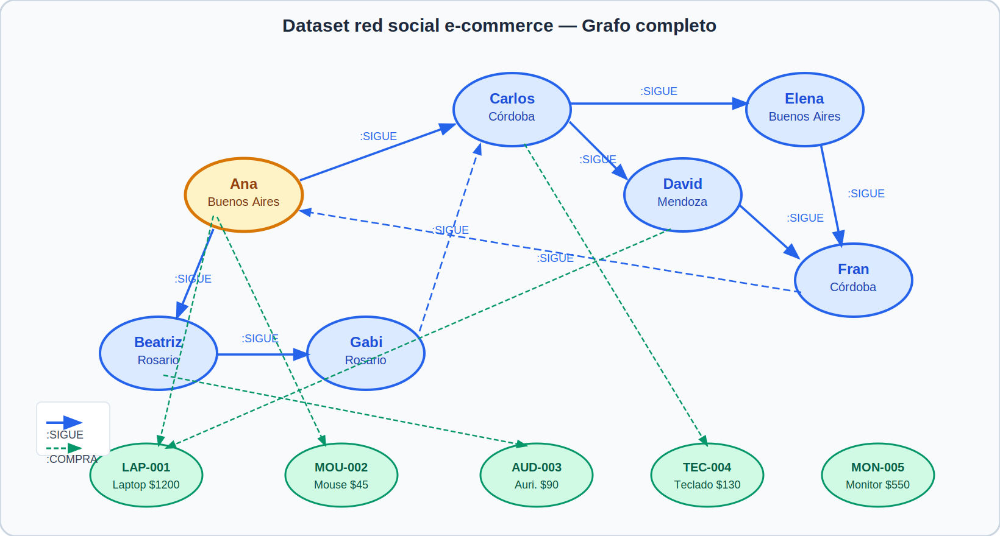 Dataset red social e-commerce — Grafo completo
Carlos
Córdoba
:SIGUE
Elena
Buenos Aires
:SIGUE
:SIGUE
Ana
Buenos Aires
David
Mendoza
:SIGUE
:SIGUE
:SIGUE
:SIGUE
Fran
Córdoba
:SIGUE
Beatriz
Rosario
:SIGUE
Gabi
Rosario
:SIGUE
:COMPRA
LAP-001
Laptop $1200
MOU-002
Mouse $45
AUD-003
Auri. $90
TEC-004
Teclado $130
MON-005
Monitor $550